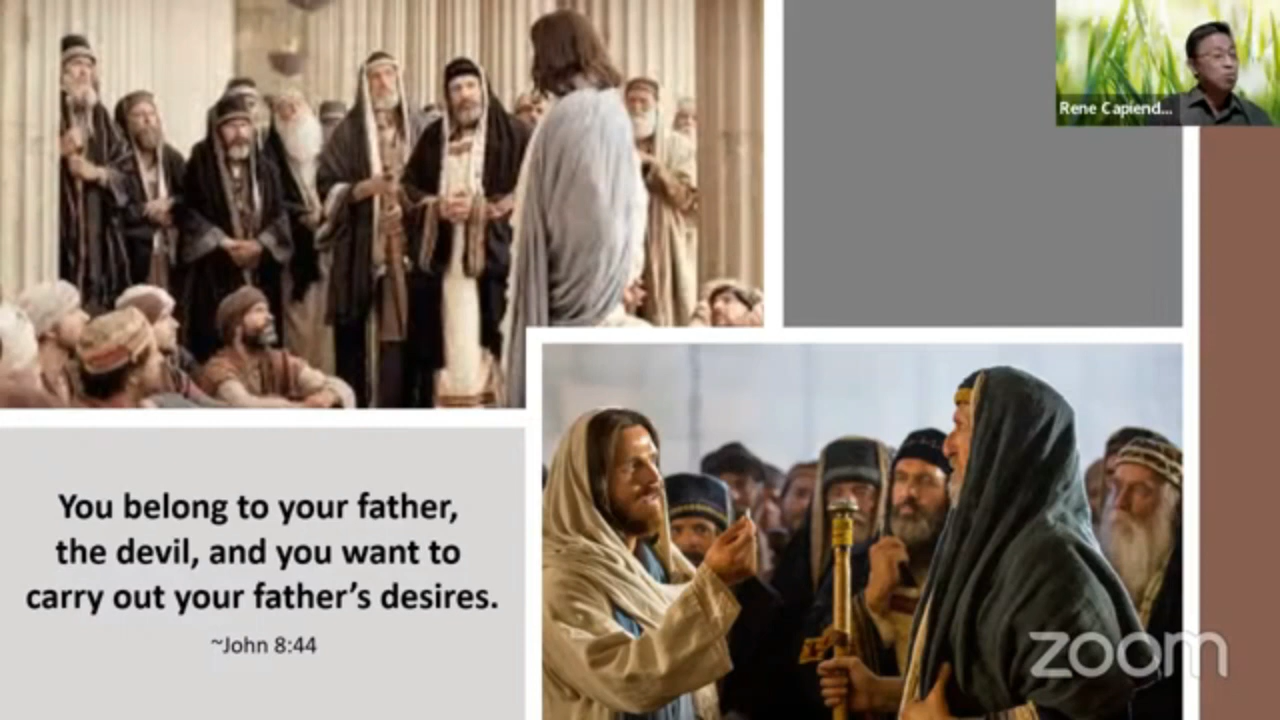 Rene Capiend...
You belong to your father,
the devil, and you want to
carry out your father's desires.
~John 8:44
zoom